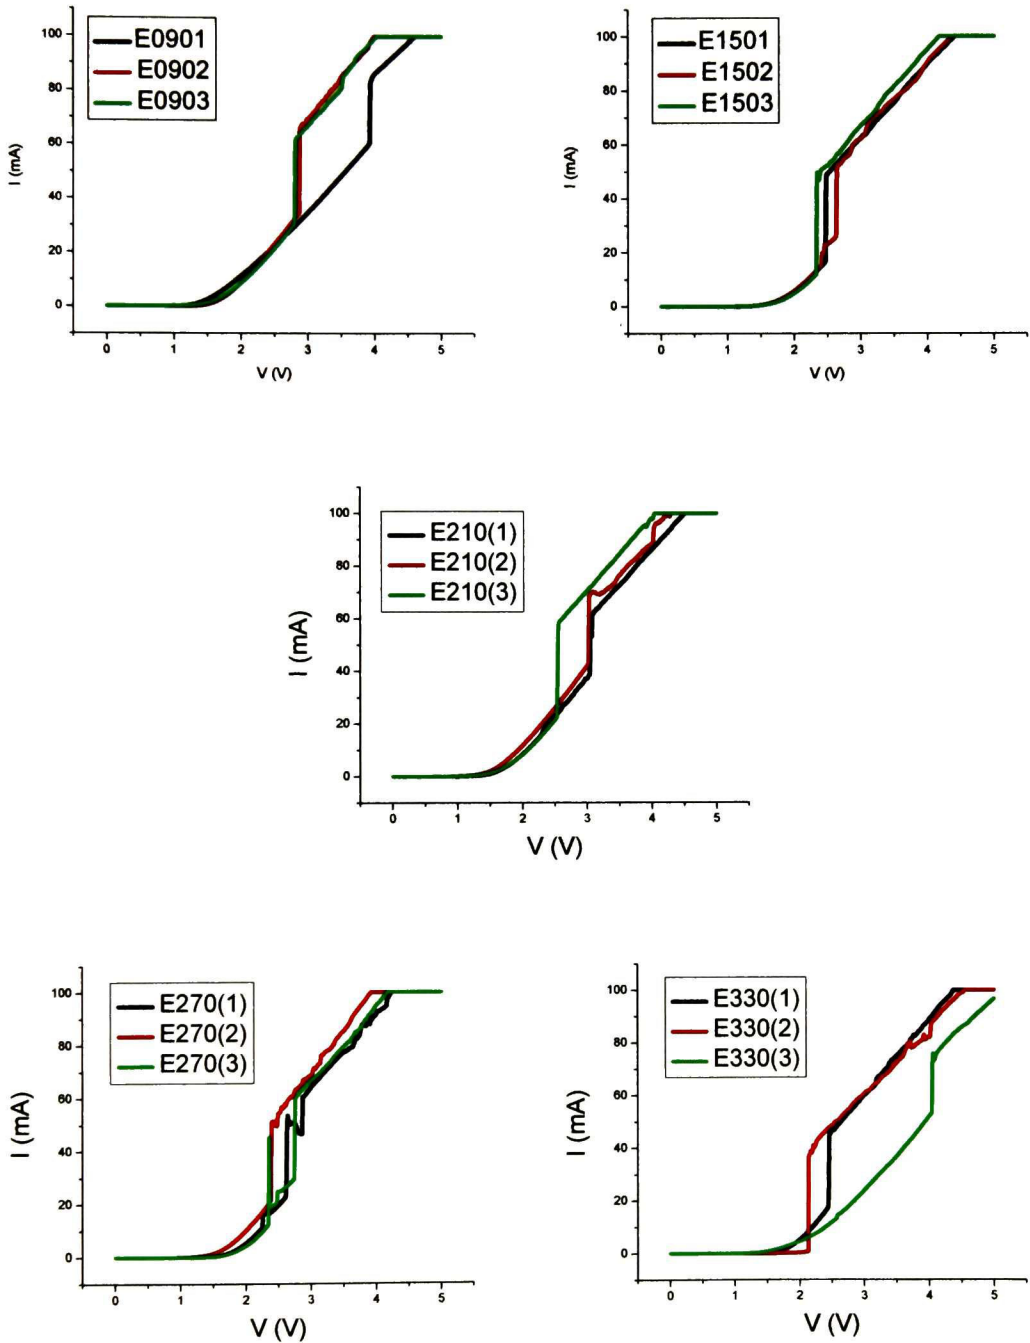 E0901
E0902
E0903
100
80
60
40
20
0
I (mA)
0 1 2 3 4 5
V (V)
E1501
E1502
E1503
100
80
60
40
20
0
I (mA)
0 1 2 3 4 5
V (V)
E210(1)
E210(2)
E210(3)
100
80
60
40
20
0
I (mA)
0 1 2 3 4 5
V (V)
E270(1)
E270(2)
E270(3)
100
80
60
40
20
0
I (mA)
0 1 2 3 4 5
V (V)
E330(1)
E330(2)
E330(3)
100
80
60
40
20
0
I (mA)
0 1 2 3 4 5
V (V)